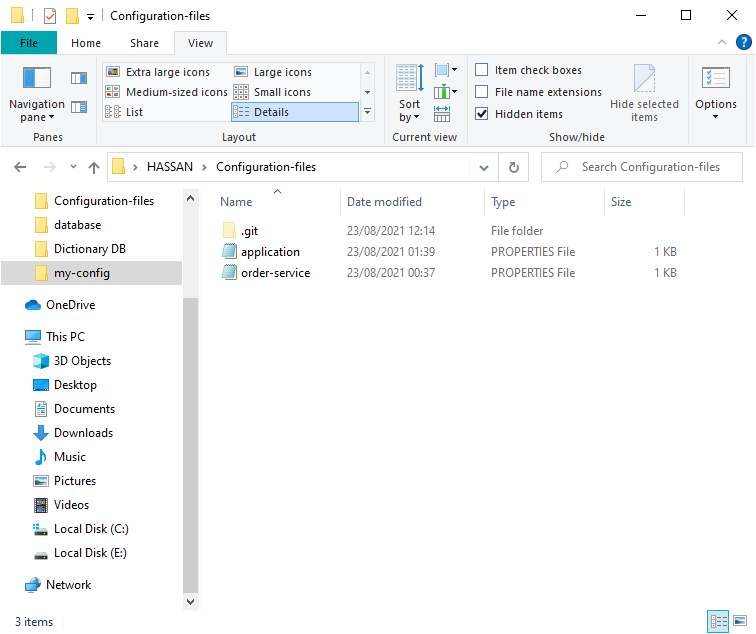 Configuration-files
File Home Share View
Extra large icons Large icons
Medium-sized icons Small icons
List Details
Navigation pane
Sort by
Item check boxes
File name extensions
Hidden items
Hide selected items
Options
Panes Layout Current view Show/hide
HASSAN Configuration-files
Search Configuration-files
Configuration-files
database
Dictionary DB
my-config
OneDrive
This PC
3D Objects
Desktop
Documents
Downloads
Music
Pictures
Videos
Local Disk (C:)
Local Disk (E:)
Network
Name Date modified Type Size
.git 23/08/2021 12:14 File folder
application 23/08/2021 01:39 PROPERTIES File 1 KB
order-service 23/08/2021 00:37 PROPERTIES File 1 KB
3 items